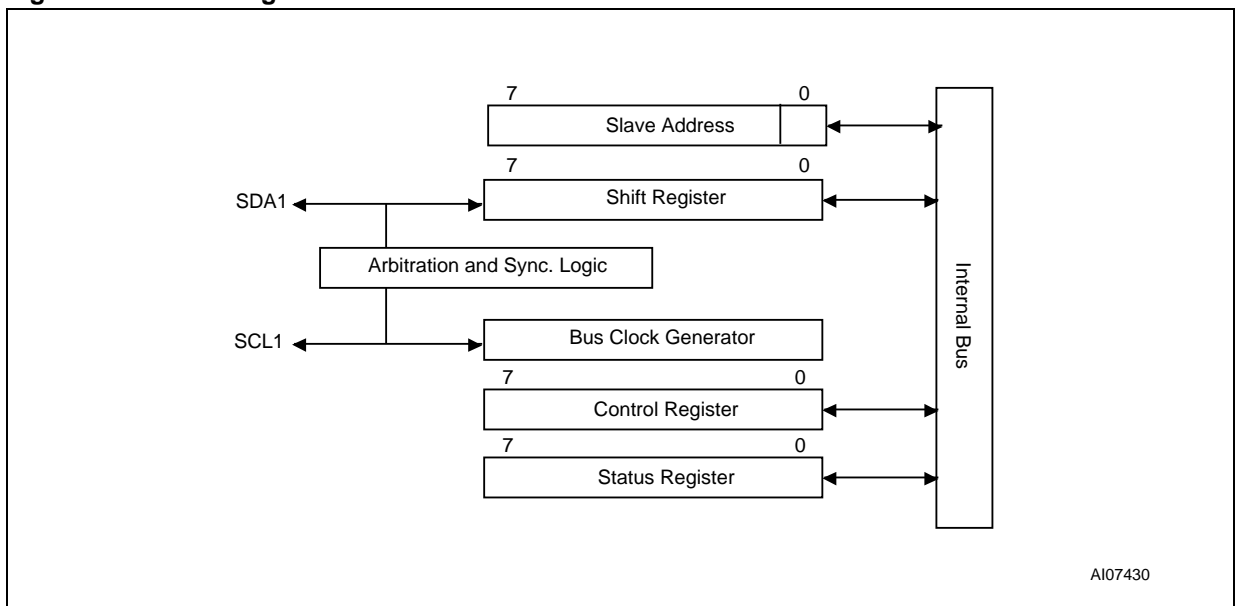 7 0
Slave Address
7 0
SDA1
Shift Register
Arbitration and Sync. Logic
Internal Bus
SCL1
Bus Clock Generator
7 0
Control Register
7 0
Status Register
AI07430